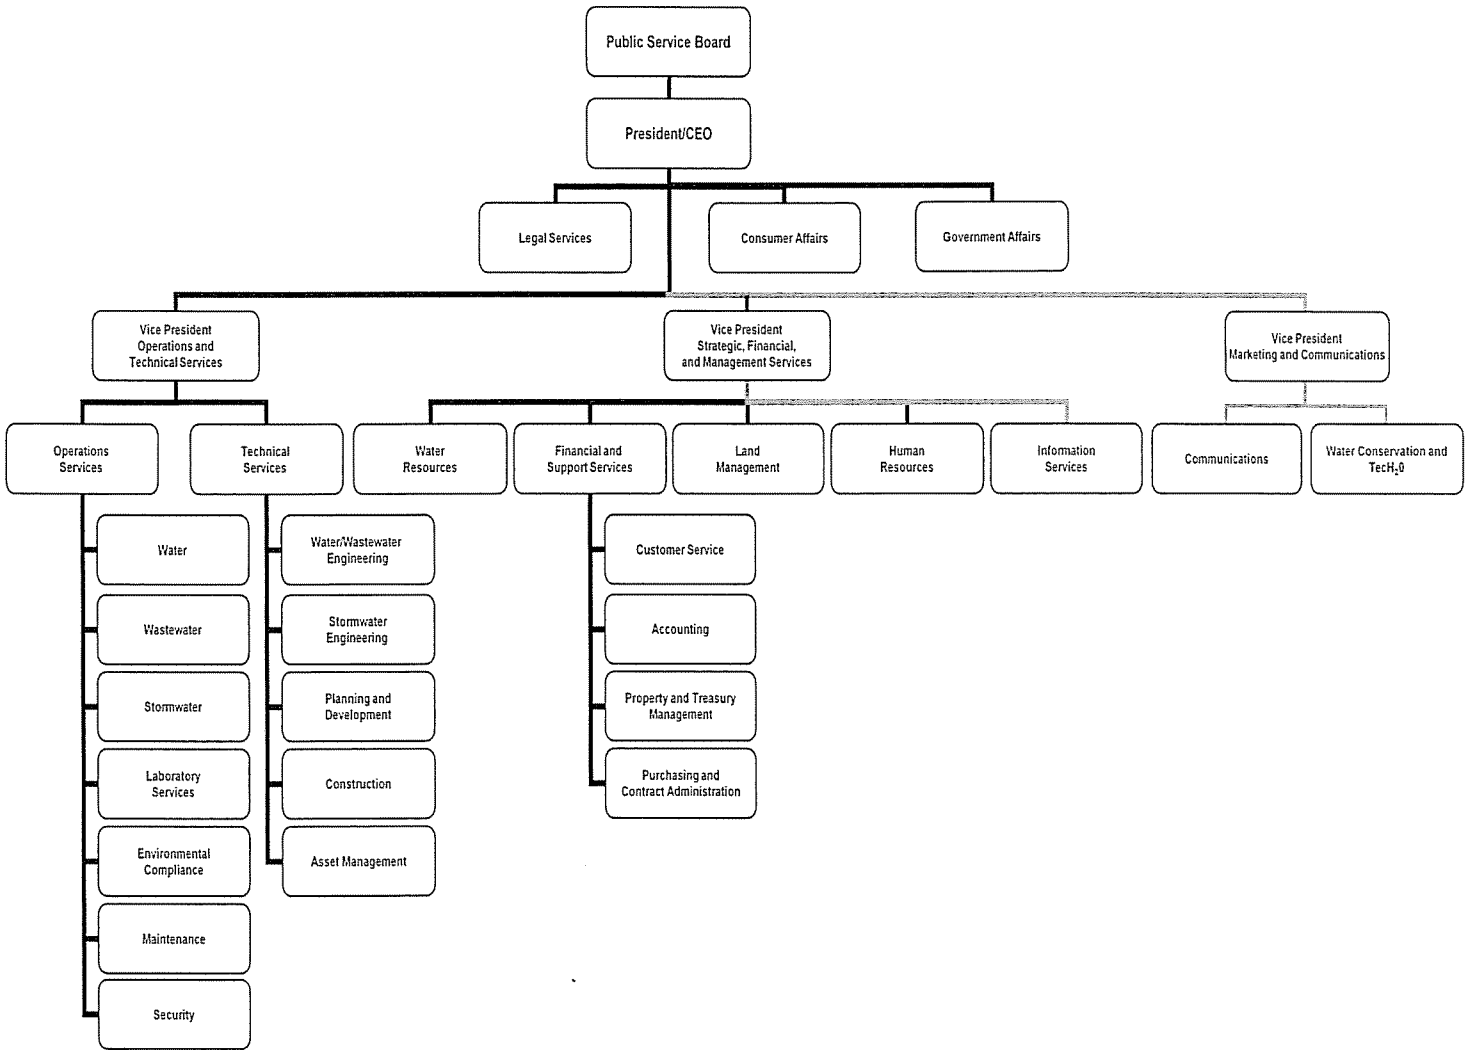 Public Service Board
President/CEO
Legal Services
Consumer Affairs
Government Affairs
Vice President
Operations and
Technical Services
Vice President
Strategic, Financial,
and Management Services
Vice President
Marketing and Communications
Operations
Services
Technical
Services
Water
Resources
Financial and
Support Services
Land
Management
Human
Resources
Information
Services
Communications
Water Conservation and
TecH₂0
Water
Wastewater
Stormwater
Laboratory
Services
Environmental
Compliance
Maintenance
Security
Water/Wastewater
Engineering
Stormwater
Engineering
Planning and
Development
Construction
Asset Management
Customer Service
Accounting
Property and Treasury
Management
Purchasing and
Contract Administration